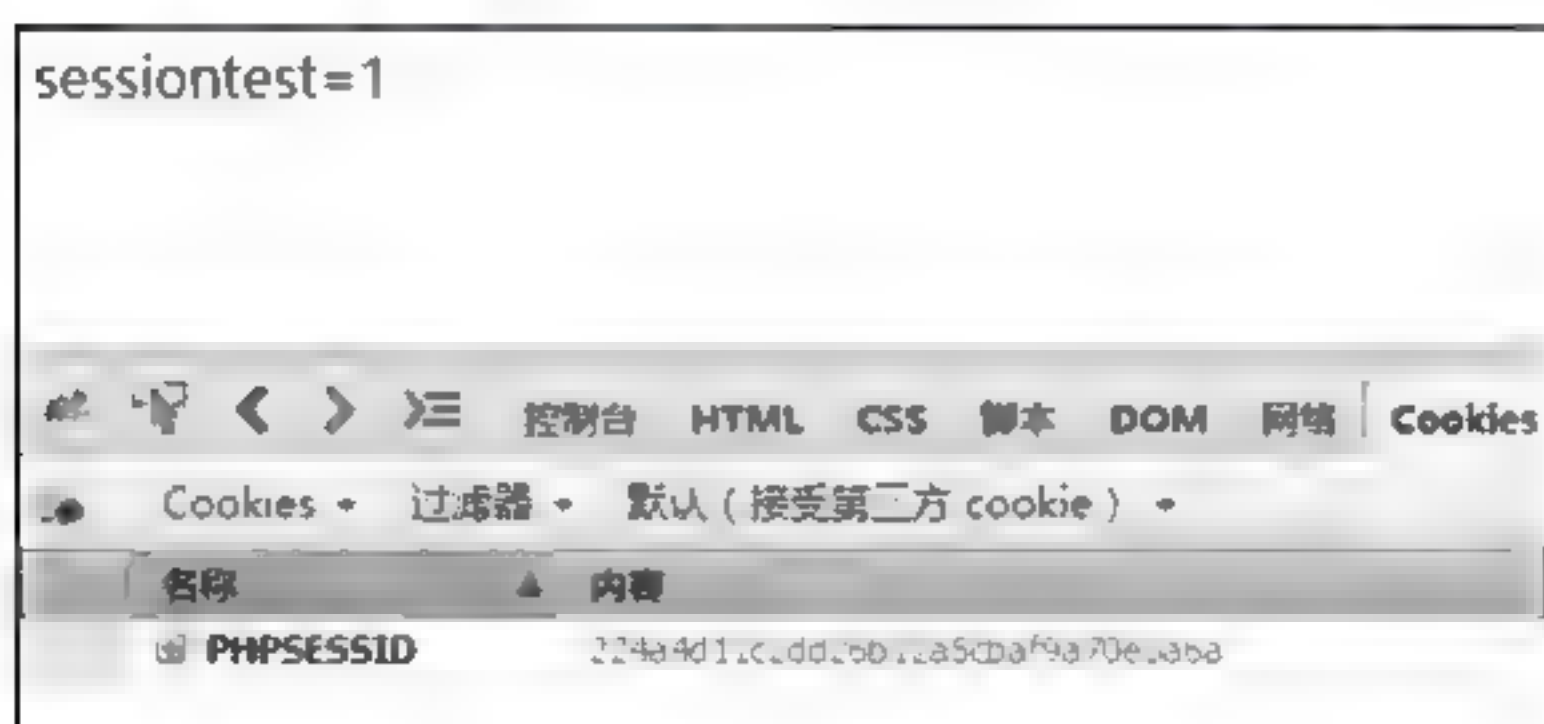 sessiontest=1
控制台 HTML CSS 脚本 DOM 网络 Cookies
Cookies 过滤器 默认(接受第三方 cookie)
名称 内容
PHPSESSID